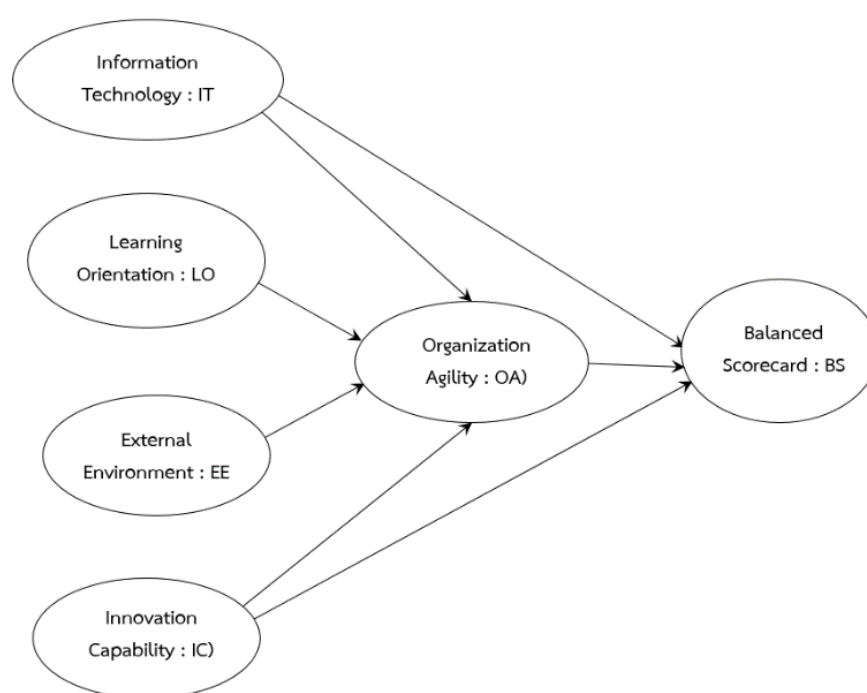 Information
Technology : IT
Learning
Orientation : LO
Organization
Agility : OA)
Balanced
Scorecard : BS
External
Environment : EE
Innovation
Capability : IC)